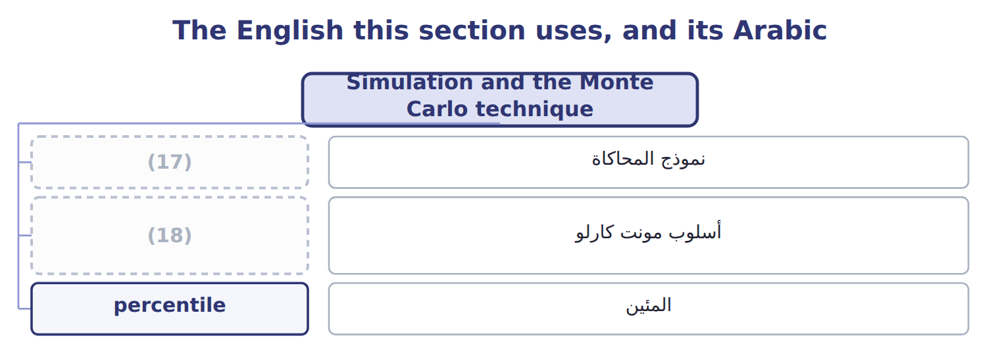 The English this section uses, and its Arabic
Simulation and the Monte
Carlo technique
(17)
نموذج المحاكاة
(18)
أسلوب مونت كارلو
percentile
المئين